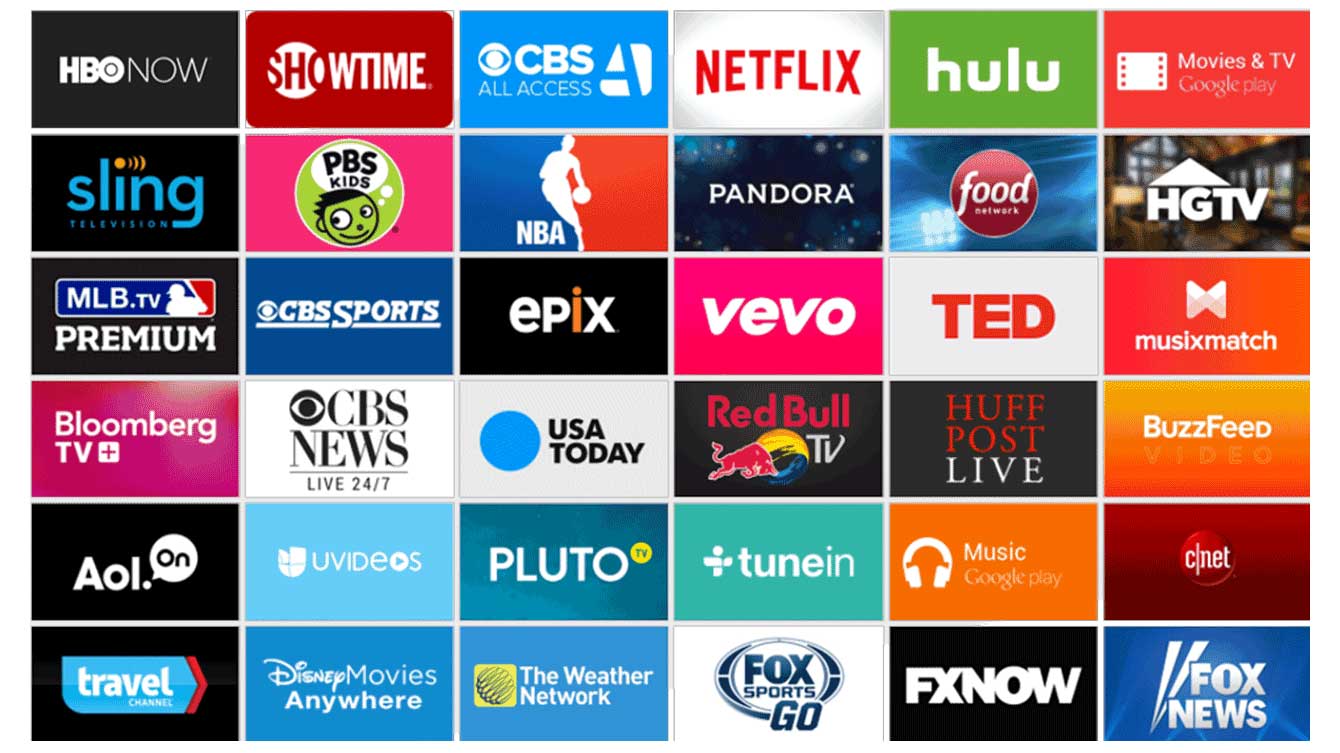 HBO NOW
SHOWTIME
CBS
ALL ACCESS
NETFLIX
hulu
Movies & TV
Google play
sling
TELEVISION
PBS
KIDS
NBA
PANDORA
food
network
HGTV
MLB.TV
PREMIUM
CBS SPORTS
epix
vevo
TED
musixmatch
Bloomberg
TV+
CBS
NEWS
LIVE 24/7
USA
TODAY
Red Bull
TV
HUFF
POST
LIVE
BuzzFeed
VIDEO
Aol.On
UVIDEOS
PLUTO TV
tunein
Music
Google play
c|net
travel
CHANNEL
Disney Movies
Anywhere
The Weather
Network
FOX
SPORTS
GO
FXNOW
FOX
NEWS